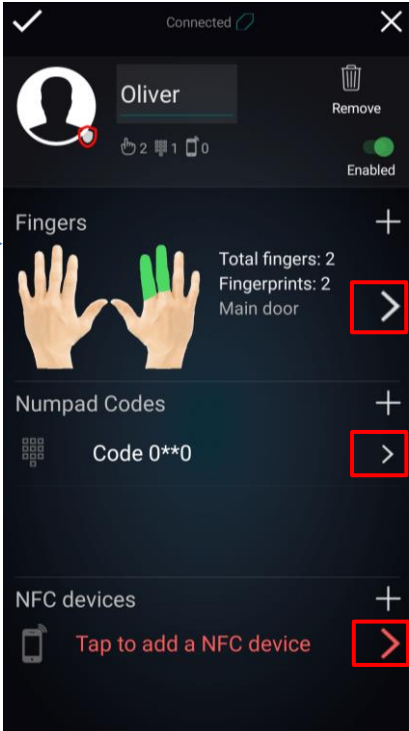 Connected
Oliver
Remove
2 1 0
Enabled
Fingers
Total fingers: 2
Fingerprints: 2
Main door
Numpad Codes
Code 0**0
NFC devices
Tap to add a NFC device